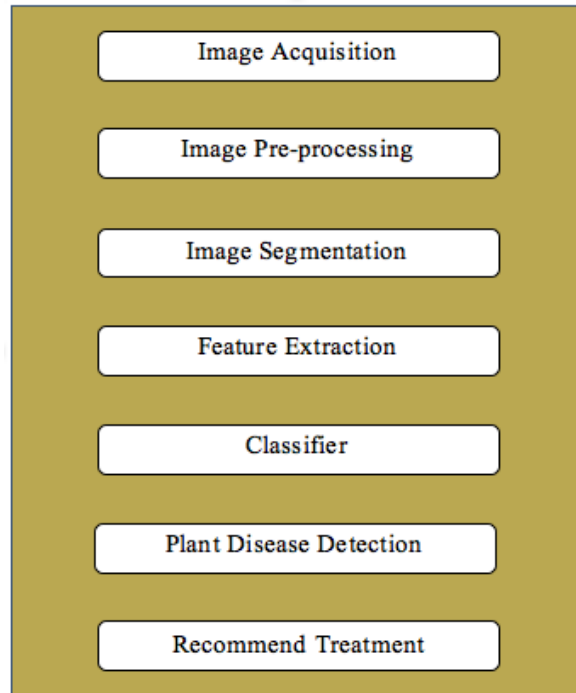 Image Acquisition
Image Pre-processing
Image Segmentation
Feature Extraction
Classifier
Plant Disease Detection
Recommend Treatment